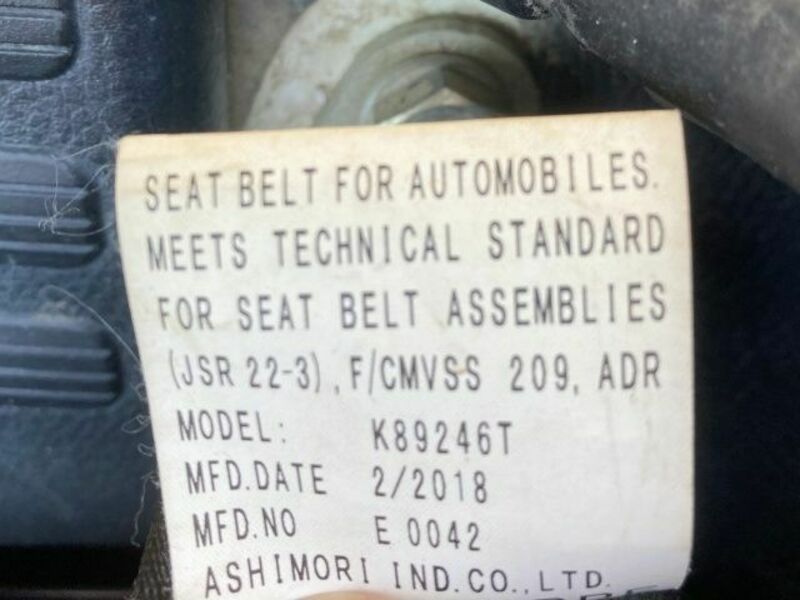 SEAT BELT FOR AUTOMOBILES.
MEETS TECHNICAL STANDARD
FOR SEAT BELT ASSEMBLIES
(JSR 22-3), F/CMVSS 209, ADR
MODEL: K89246T
MFD.DATE 2/2018
MFD.NO E 0042
ASHIMORI IND.CO.,LTD.